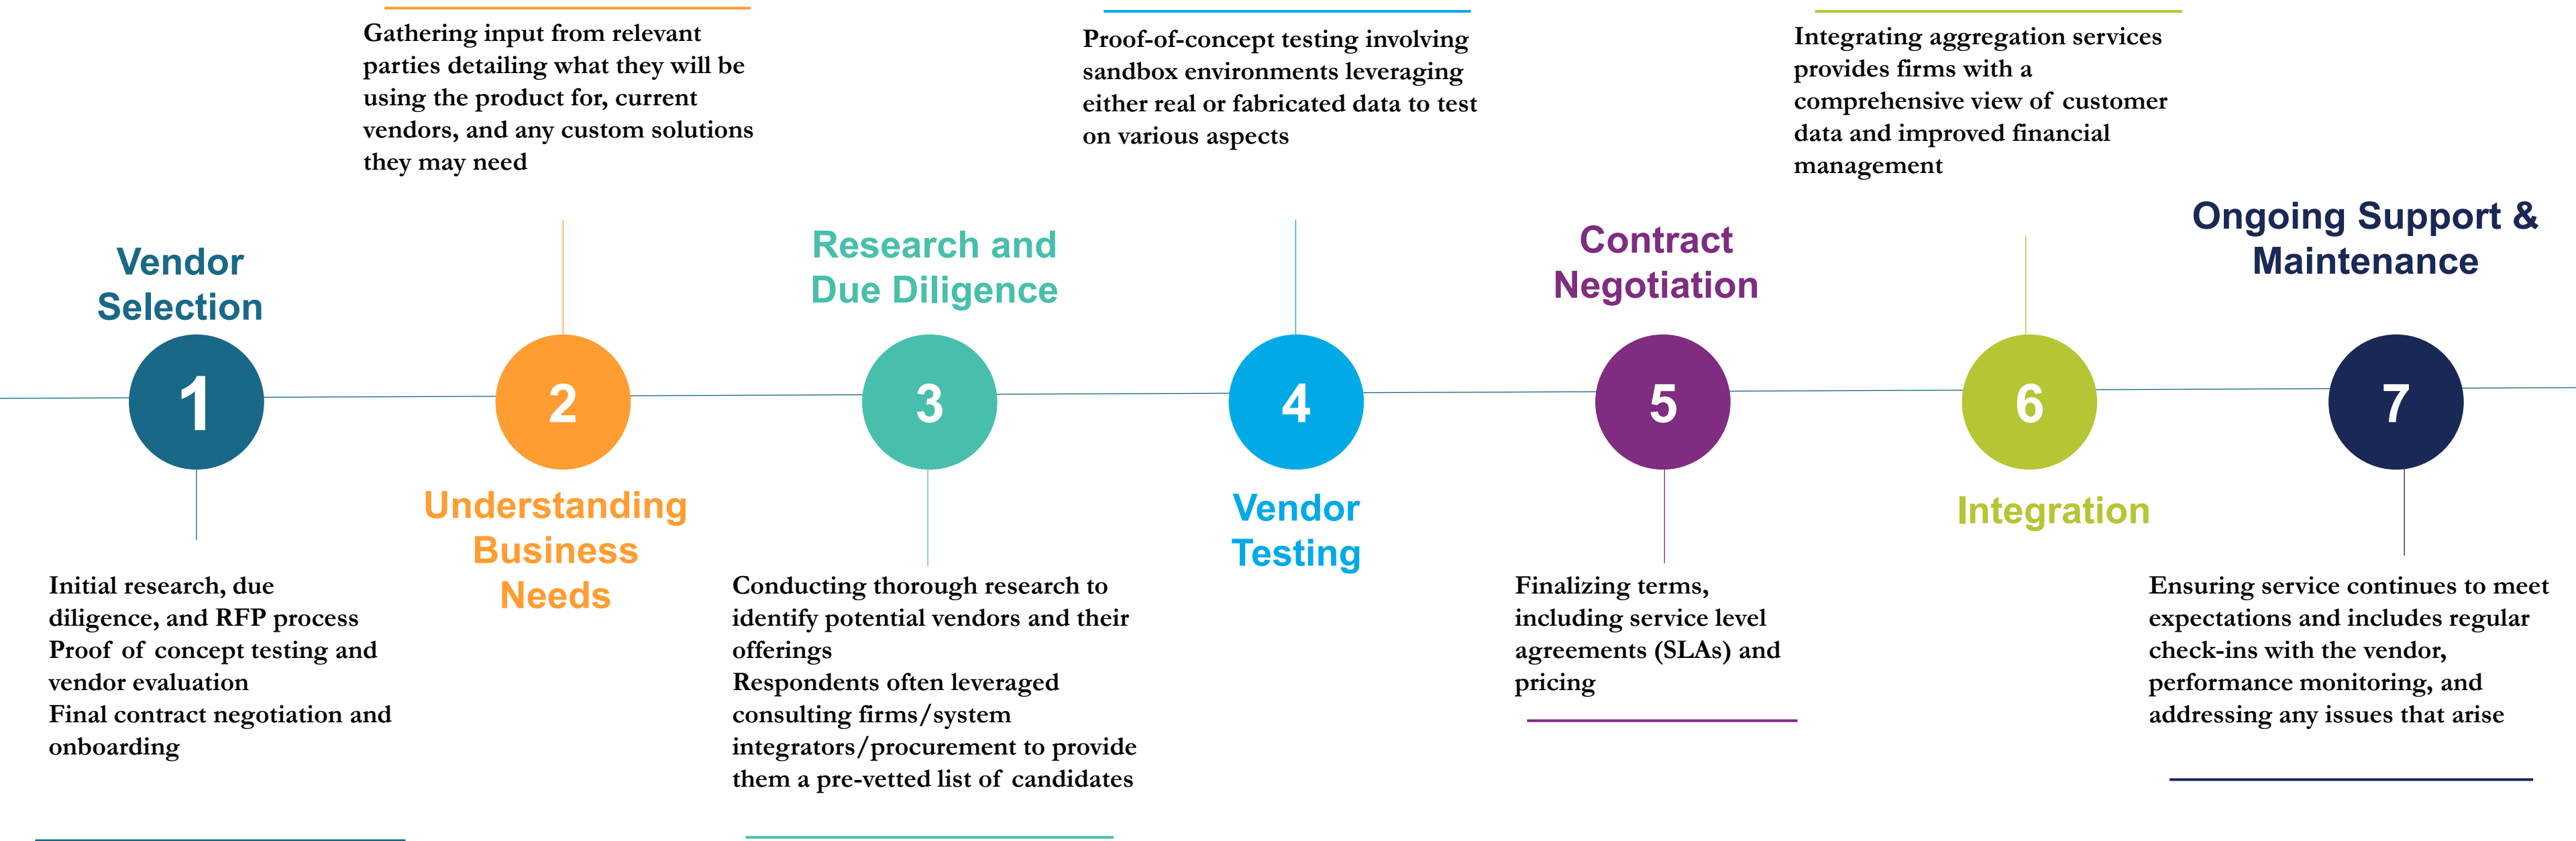 Vendor
Selection
1
Initial research, due
diligence, and RFP process
Proof of concept testing and
vendor evaluation
Final contract negotiation and
onboarding
Gathering input from relevant
parties detailing what they will be
using the product for, current
vendors, and any custom solutions
they may need
2
Understanding
Business
Needs
Research and
Due Diligence
3
Conducting thorough research to
identify potential vendors and their
offerings
Respondents often leveraged
consulting firms/system
integrators/procurement to provide
them a pre-vetted list of candidates
Proof-of-concept testing involving
sandbox environments leveraging
either real or fabricated data to test
on various aspects
4
Vendor
Testing
Contract
Negotiation
5
Finalizing terms,
including service level
agreements (SLAs) and
pricing
Integrating aggregation services
provides firms with a
comprehensive view of customer
data and improved financial
management
6
Integration
Ongoing Support &
Maintenance
7
Ensuring service continues to meet
expectations and includes regular
check-ins with the vendor,
performance monitoring, and
addressing any issues that arise